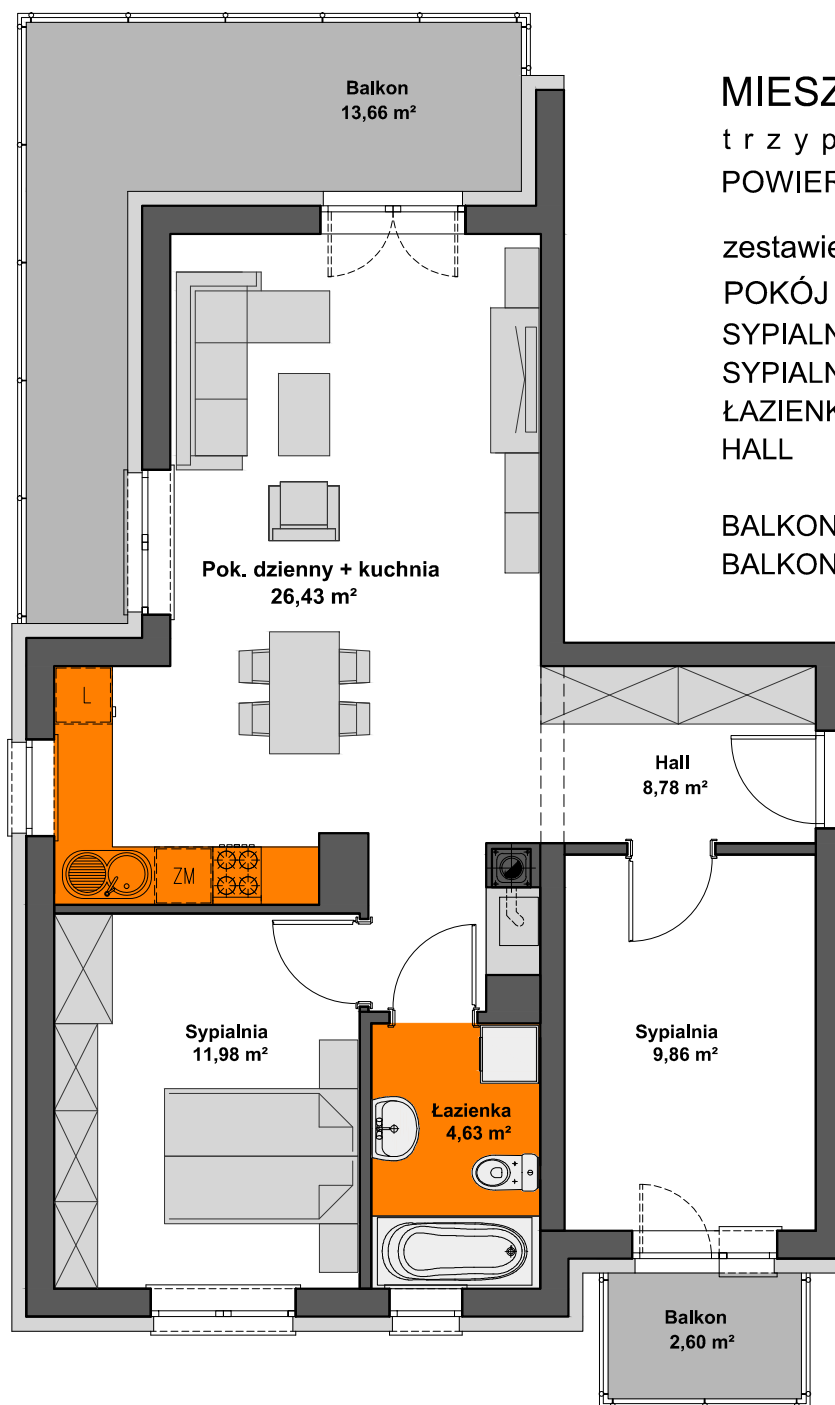 Balkon
13,66 m²
MIESZ
trzyp
POWIER
zestawie
POKÓJ
SYPIALN
SYPIALN
ŁAZIENK
HALL
BALKON
BALKON
Pok. dzienny + kuchnia
26,43 m²
L
Hall
8,78 m²
ZM
Sypialnia
11,98 m²
Sypialnia
9,86 m²
Łazienka
4,63 m²
Balkon
2,60 m²